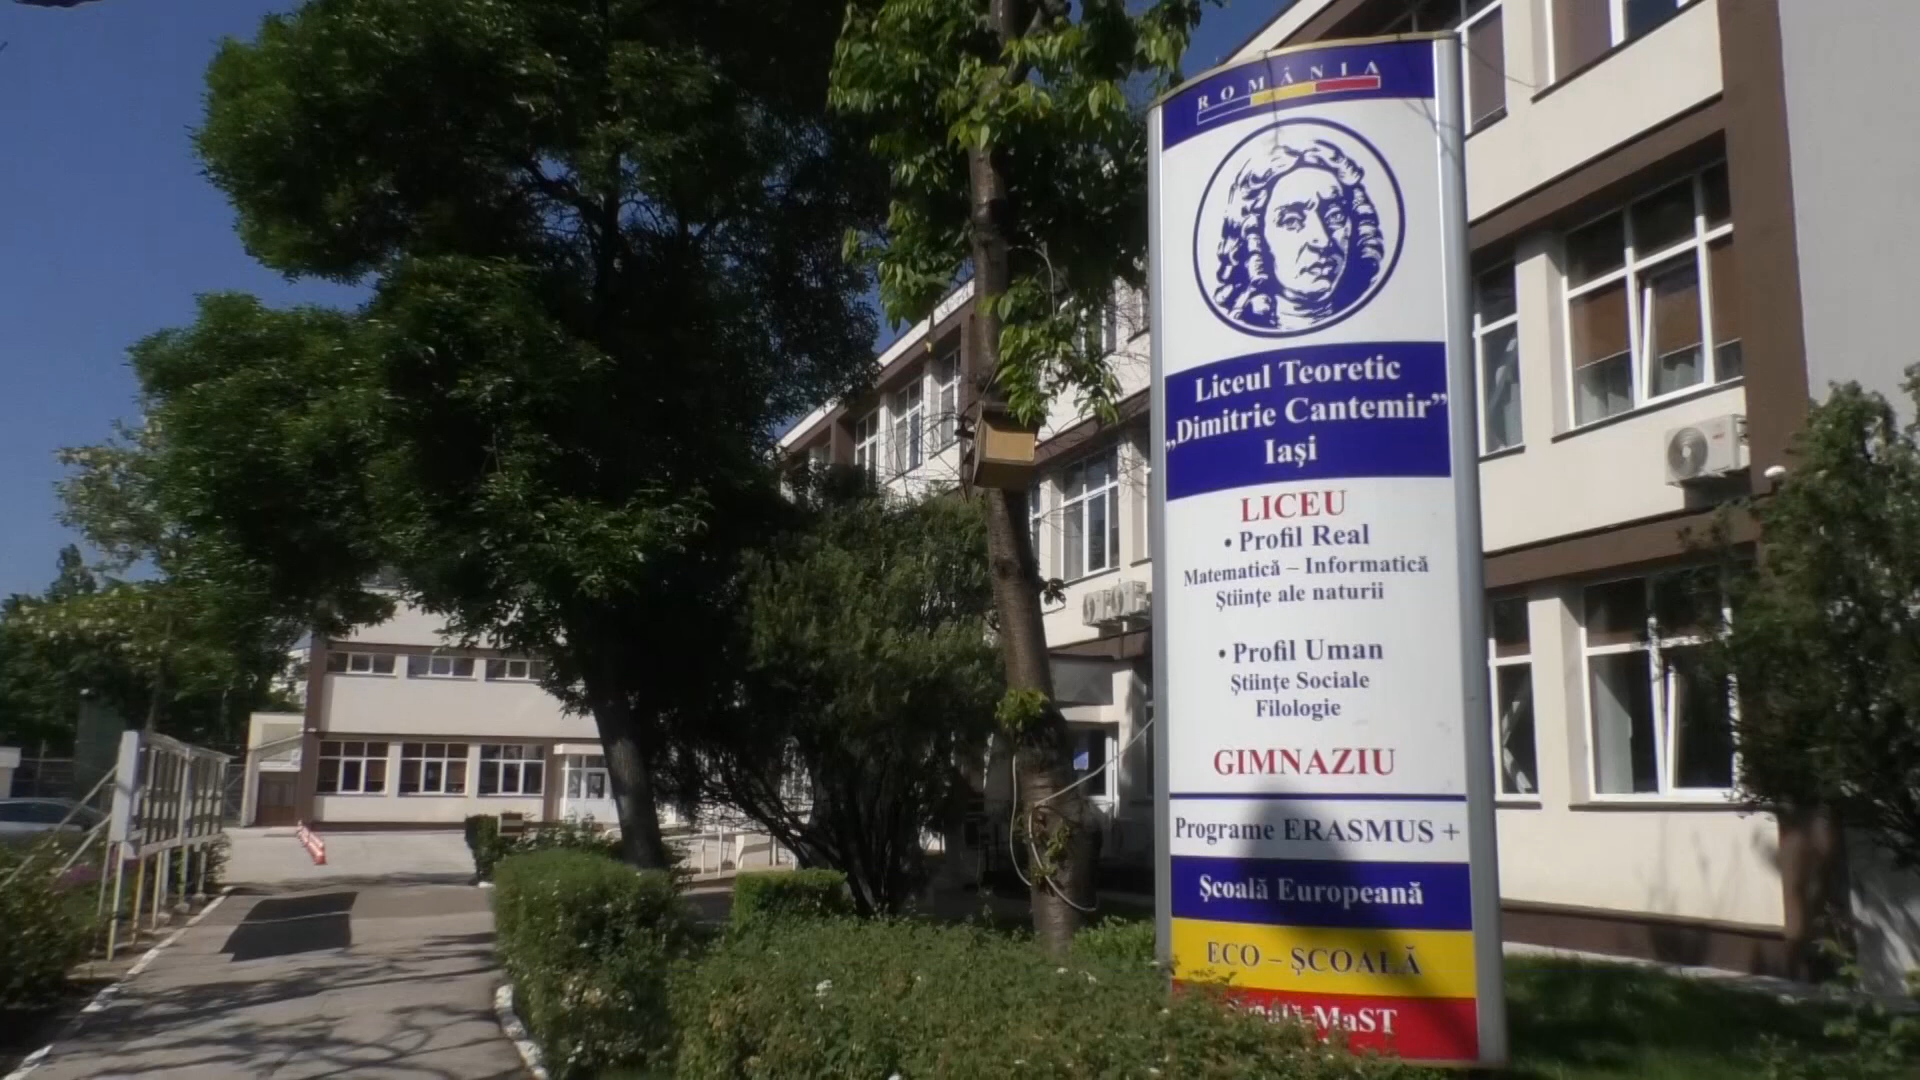 ROMÂNIA
Liceul Teoretic
„Dimitrie Cantemir”
Iaşi
LICEU
• Profil Real
Matematică – Informatică
Ştiinţe ale naturii
• Profil Uman
Ştiinţe Sociale
Filologie
GIMNAZIU
Programe ERASMUS +
Şcoală Europeană
ECO – ŞCOALĂ
MaST